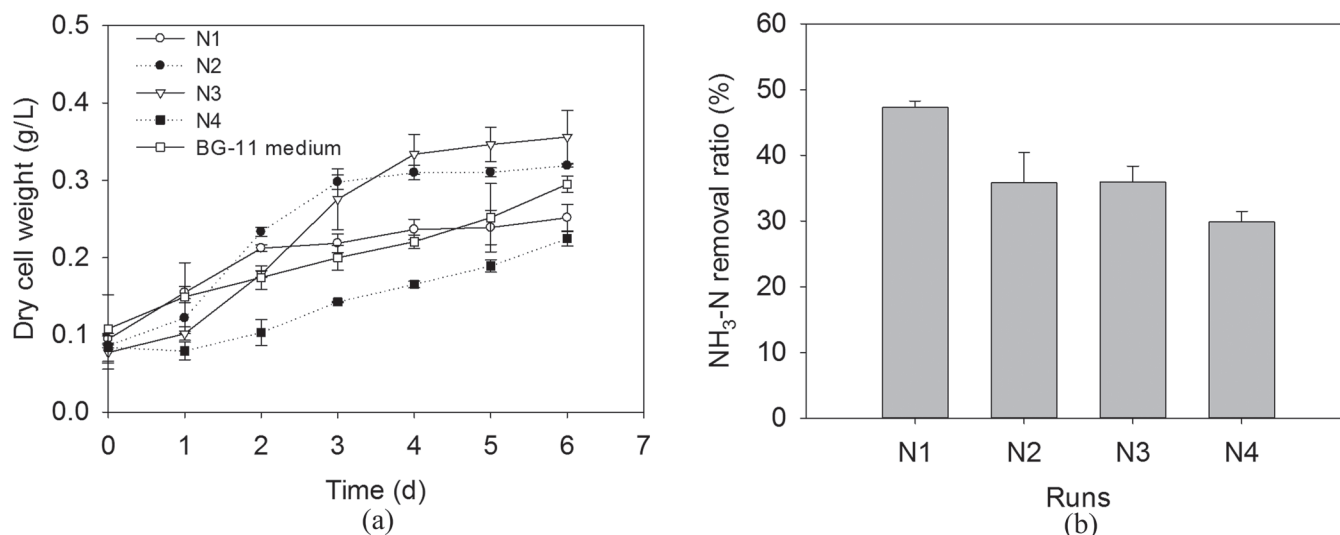 0.5
0.4
0.3
0.2
0.1
0.0
Dry cell weight (g/L)
N1
N2
N3
N4
BG-11 medium
0 1 2 3 4 5 6 7
Time (d)
(a)
60
50
40
30
20
10
0
NH3-N removal ratio (%)
N1 N2 N3 N4
Runs
(b)